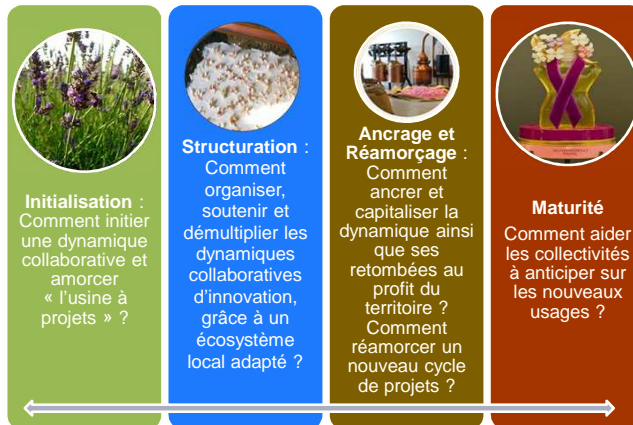 Initialisation :
Comment initier
une dynamique
collaborative et
amorcer
« l'usine à
projets » ?
Structuration :
Comment
organiser,
soutenir et
démultiplier les
dynamiques
collaboratives
d'innovation,
grâce à un
écosystème
local adapté ?
Ancrage et
Réamorçage :
Comment
ancrer et
capitaliser la
dynamique ainsi
que ses
retombées au
profit du
territoire ?
Comment
réamorcer un
nouveau cycle
de projets ?
Maturité
Comment aider
les collectivités
à anticiper sur
les nouveaux
usages ?